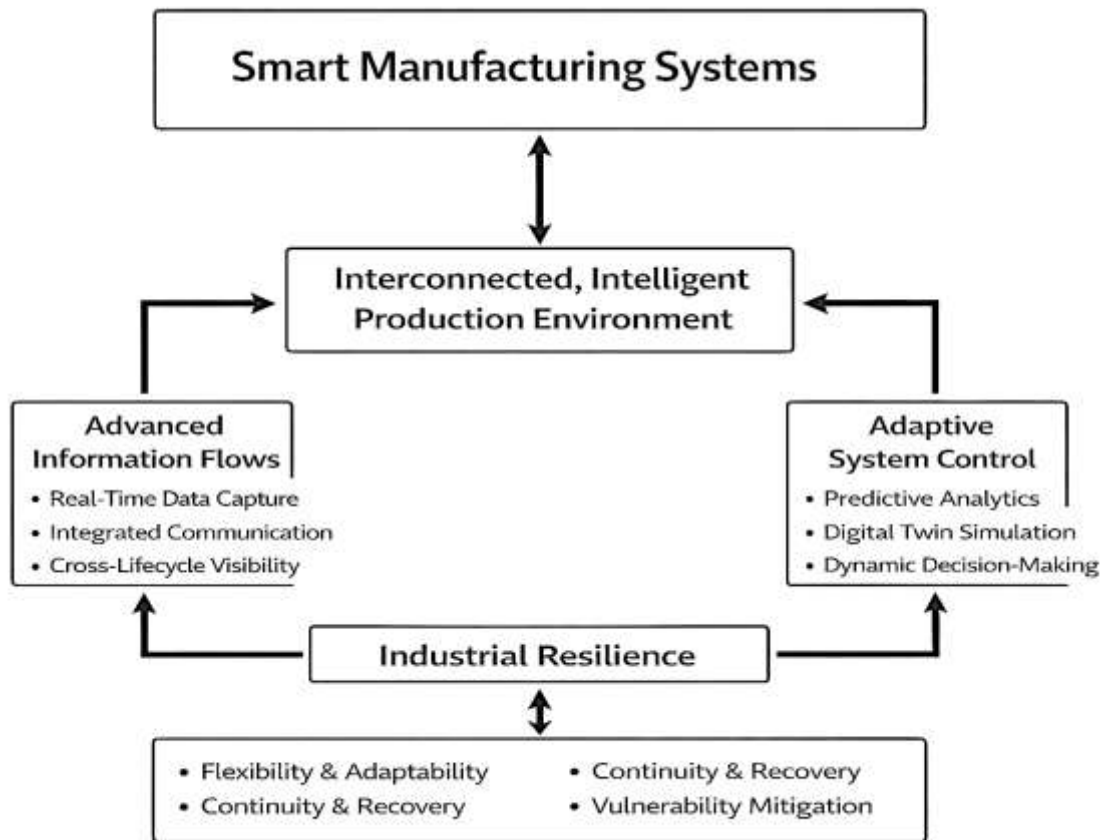 Smart Manufacturing Systems
Interconnected, Intelligent
Production Environment
Advanced
Information Flows
• Real-Time Data Capture
• Integrated Communication
• Cross-Lifecycle Visibility
Adaptive
System Control
• Predictive Analytics
• Digital Twin Simulation
• Dynamic Decision-Making
Industrial Resilience
• Flexibility & Adaptability
• Continuity & Recovery
• Continuity & Recovery
• Vulnerability Mitigation